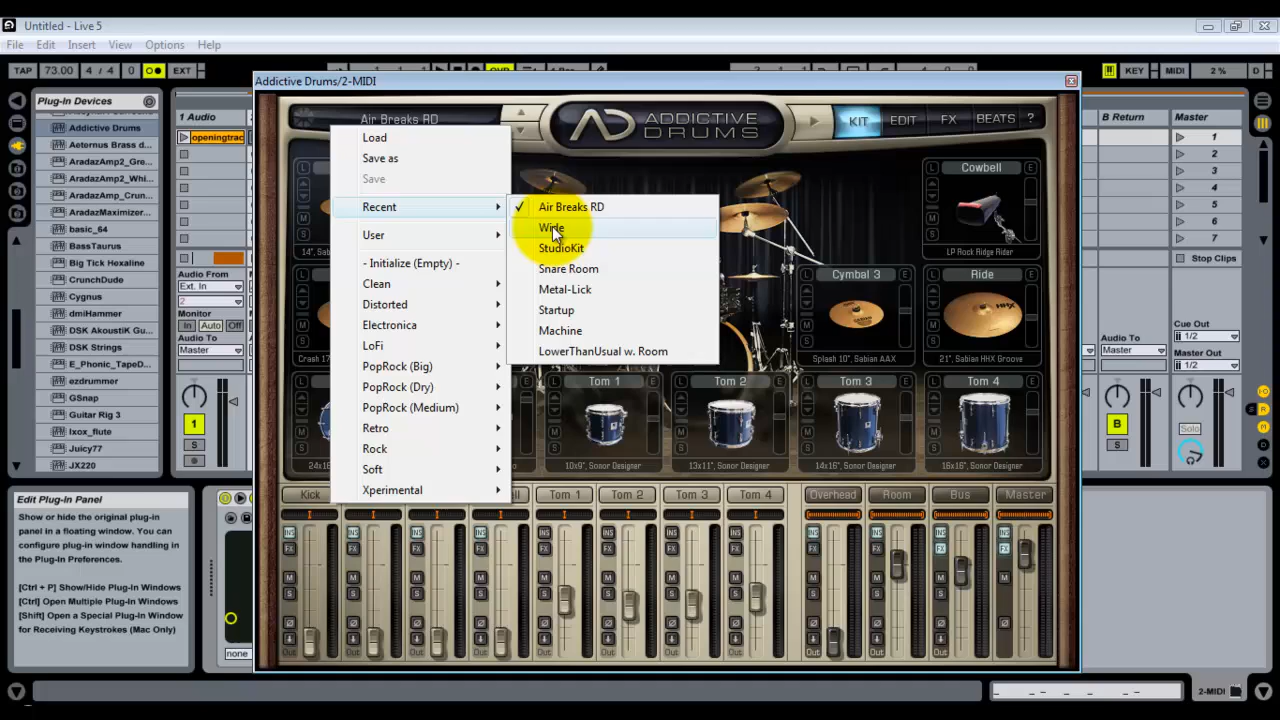 Untitled - Live 5
File Edit Insert View Options Help
TAP 73.00 4 / 4 0 EXT
KEY MIDI 2 % D
Addictive Drums/2-MIDI
Plug-In Devices
Addictive Drums
Aeternus Brass_...
AradazAmp2_Gre...
AradazAmp2_Whi...
AradazAmp_Crun...
AradazMaximizer...
basic_64
BassTaurus
Big Tick Hexaline
CrunchDude
Cygnus
dmiHammer
DSK AkoustiK G...
DSK Strings
E_Phonic_TapeD...
ezdrummer
GSnap
Guitar Rig 3
Ixox_flute
Juicy77
JX220
1 Audio
openingtrac
Audio From
Ext. In
2
Monitor
In Auto Off
Audio To
Master
1
S
Air Breaks RD
ADDICTIVE
DRUMS
KIT EDIT FX BEATS ?
Load
Save as
Save
Recent
User
- Initialize (Empty) -
Clean
Distorted
Electronica
LoFi
PopRock (Big)
PopRock (Dry)
PopRock (Medium)
Retro
Rock
Soft
Xperimental
Air Breaks RD
Wide
StudioKit
Snare Room
Metal-Lick
Startup
Machine
LowerThanUsual w. Room
Cowbell
LP Rock Ridge Rider
Cymbal 3
Splash 10", Sabian AAX
Ride
21", Sabian HHX Groove
Tom 1
10x9", Sonor Designer
Tom 2
13x11", Sonor Designer
Tom 3
14x16", Sonor Designer
Tom 4
16x16", Sonor Designer
Kick
Tom 1 Tom 2 Tom 3 Tom 4 Overhead Room Bus Master
B Return
Audio To
Master
B
S
Master
1
2
3
4
5
6
7
Stop Clips
Cue Out
1/2
Master Out
1/2
Solo
Edit Plug-In Panel
Show or hide the original plug-in
panel in a floating window. You can
configure plug-in window handling in
the Plug-In Preferences.
[Ctrl + P] Show/Hide Plug-In Windows
[Ctrl] Open Multiple Plug-In Windows
[Shift] Open a Special Plug-In Window
for Receiving Keystrokes (Mac Only)
none
2-MIDI